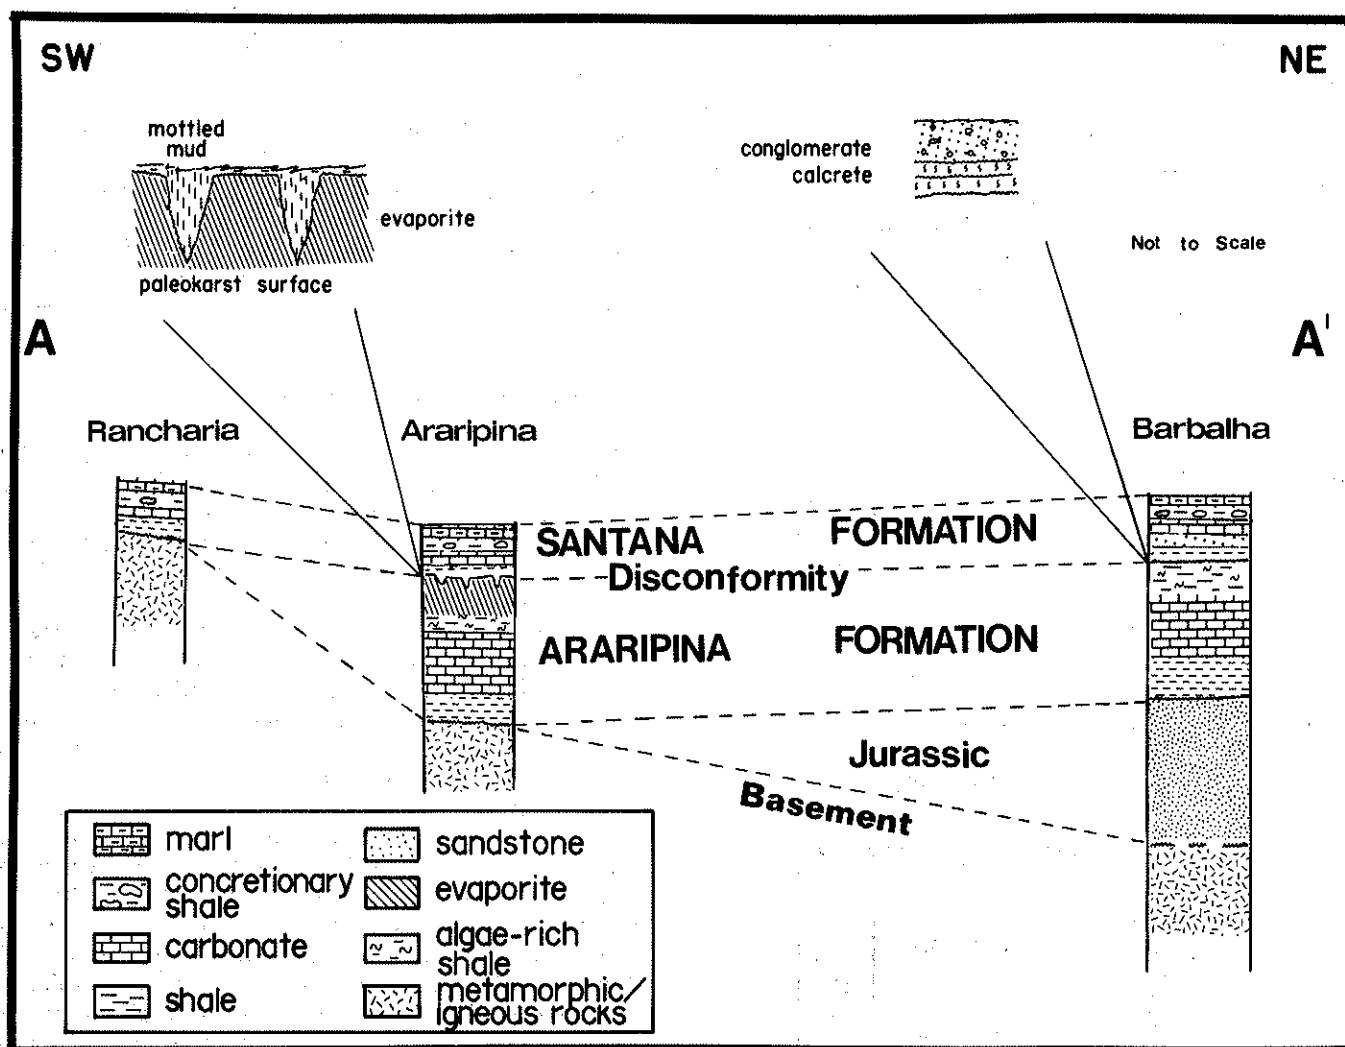 SW
NE
mottled
mud
evaporite
paleokarst surface
conglomerate
calcrete
Not to Scale
A
A'
Rancharia
Araripina
Barbalha
SANTANA FORMATION
Disconformity
ARARIPINA FORMATION
Jurassic
Basement
marl
concretionary
shale
carbonate
shale
sandstone
evaporite
algae-rich
shale
metamorphic/
igneous rocks